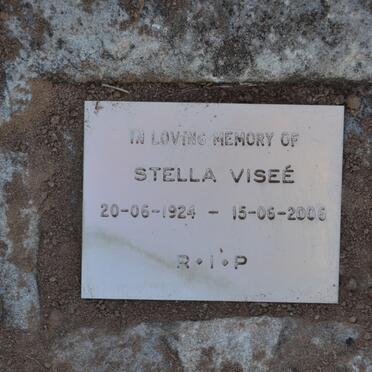 IN LOVING MEMORY OF
STELLA VISEÉ
20-06-1924 - 15-06-2006
R·I·P